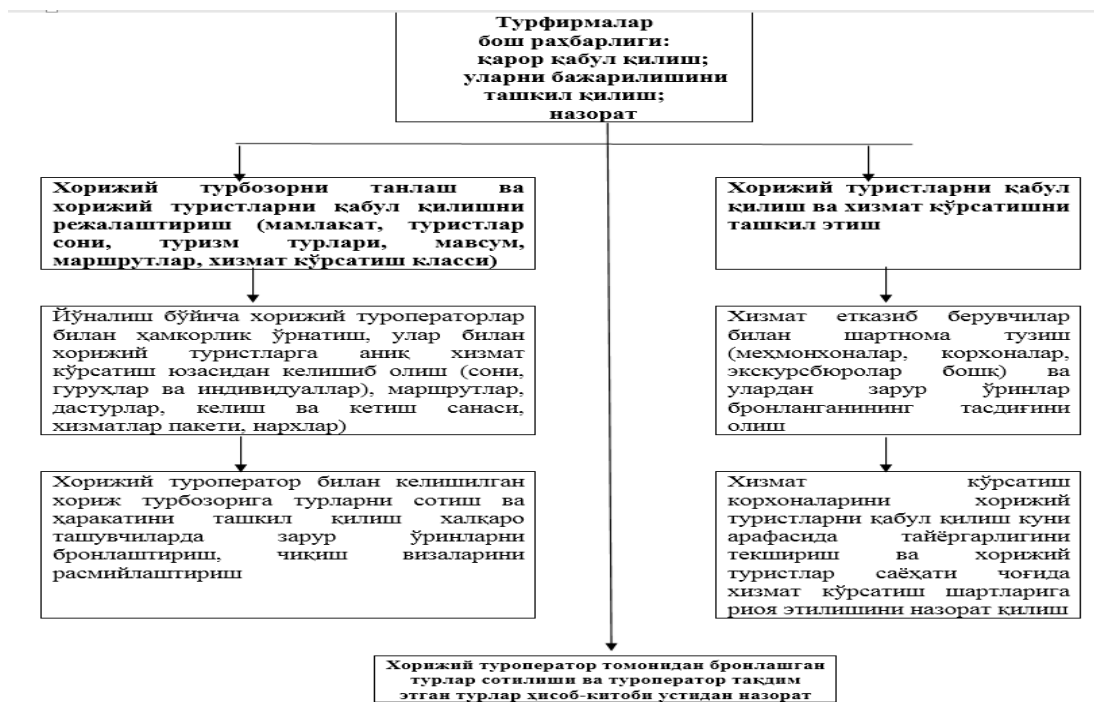 Турфирмалар
бош раҳбарлиги:
қарор қабул қилиш;
уларни бажарилишини
ташкил қилиш;
назорат
Хорижий турбозорни танлаш ва
хорижий туристларни қабул қилишни
режалаштириш (мамлакат, туристлар
сони, туризм турлари, мавсум,
маршрутлар, хизмат кўрсатиш класси)
Йўналиш бўйича хорижий туроператорлар
билан ҳамкорлик ўрнатиш, улар билан
хорижий туристларга аниқ хизмат
кўрсатиш юзасидан келишиб олиш (сони,
гуруҳлар ва индивидуаллар), маршрутлар,
дастурлар, келиш ва кетиш санаси,
хизматлар пакети, нархлар)
Хорижий туроператор билан келишилган
хориж турбозорига турларни сотиш ва
ҳаракатини ташкил қилиш халқаро
ташувчиларда зарур ўринларни
бронлаштириш, чиқиш визаларини
расмийлаштириш
Хорижий туристларни қабул
қилиш ва хизмат кўрсатишни
ташкил этиш
Хизмат етказиб берувчилар
билан шартнома тузиш
(меҳмонхоналар, корхоналар,
экскурсбюролар бошқ) ва
улардан зарур ўринлар
бронланганининг тасдиғини
олиш
Хизмат кўрсатиш
корхоналарини хорижий
туристларни қабул қилиш куни
арафасида тайёргарлигини
текшириш ва хорижий
туристлар саёҳати чоғида
хизмат кўрсатиш шартларига
риоя этилишини назорат қилиш
Хорижий туроператор томонидан бронлашган
турлар сотилиши ва туроператор тақдим
этган турлар ҳисоб-китоби устидан назорат